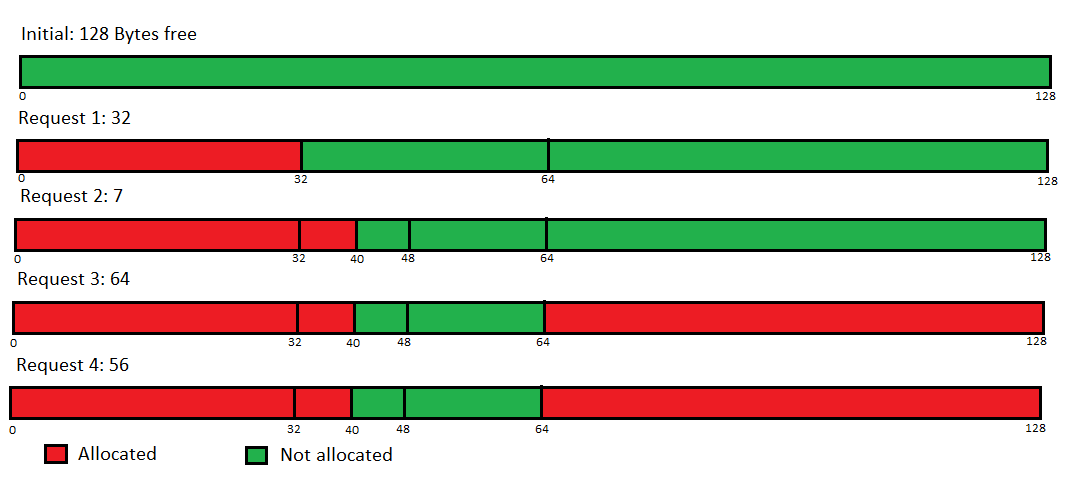 Initial: 128 Bytes free
0 128
Request 1: 32
0 32 64 128
Request 2: 7
0 32 40 48 64 128
Request 3: 64
0 32 40 48 64 128
Request 4: 56
0 32 40 48 64 128
Allocated Not allocated